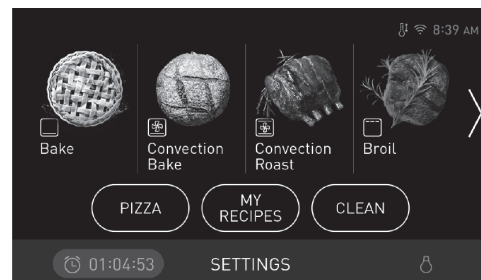 8:39 AM
Bake
Convection
Bake
Convection
Roast
Broil
PIZZA
MY
RECIPES
CLEAN
01:04:53
SETTINGS